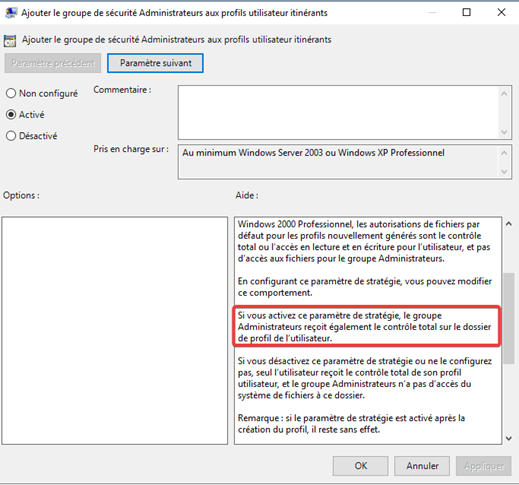 Ajouter le groupe de sécurité Administrateurs aux profils utilisateur itinérants
Ajouter le groupe de sécurité Administrateurs aux profils utilisateur itinérants
Paramètre précédent
Paramètre suivant
Non configuré
Commentaire :
Activé
Désactivé
Pris en charge sur :
Au minimum Windows Server 2003 ou Windows XP Professionnel
Options :
Aide :
Windows 2000 Professionnel, les autorisations de fichiers par
défaut pour les profils nouvellement générés sont le contrôle
total ou l'accès en lecture et en écriture pour l'utilisateur, et pas
d'accès aux fichiers pour le groupe Administrateurs.
En configurant ce paramètre de stratégie, vous pouvez modifier
ce comportement.
Si vous activez ce paramètre de stratégie, le groupe
Administrateurs reçoit également le contrôle total sur le dossier
de profil de l'utilisateur.
Si vous désactivez ce paramètre de stratégie ou ne le configurez
pas, seul l'utilisateur reçoit le contrôle total de son profil
utilisateur, et le groupe Administrateurs n'a pas d'accès du
système de fichiers à ce dossier.
Remarque : si le paramètre de stratégie est activé après la
création du profil, il reste sans effet.
OK
Annuler
Appliquer